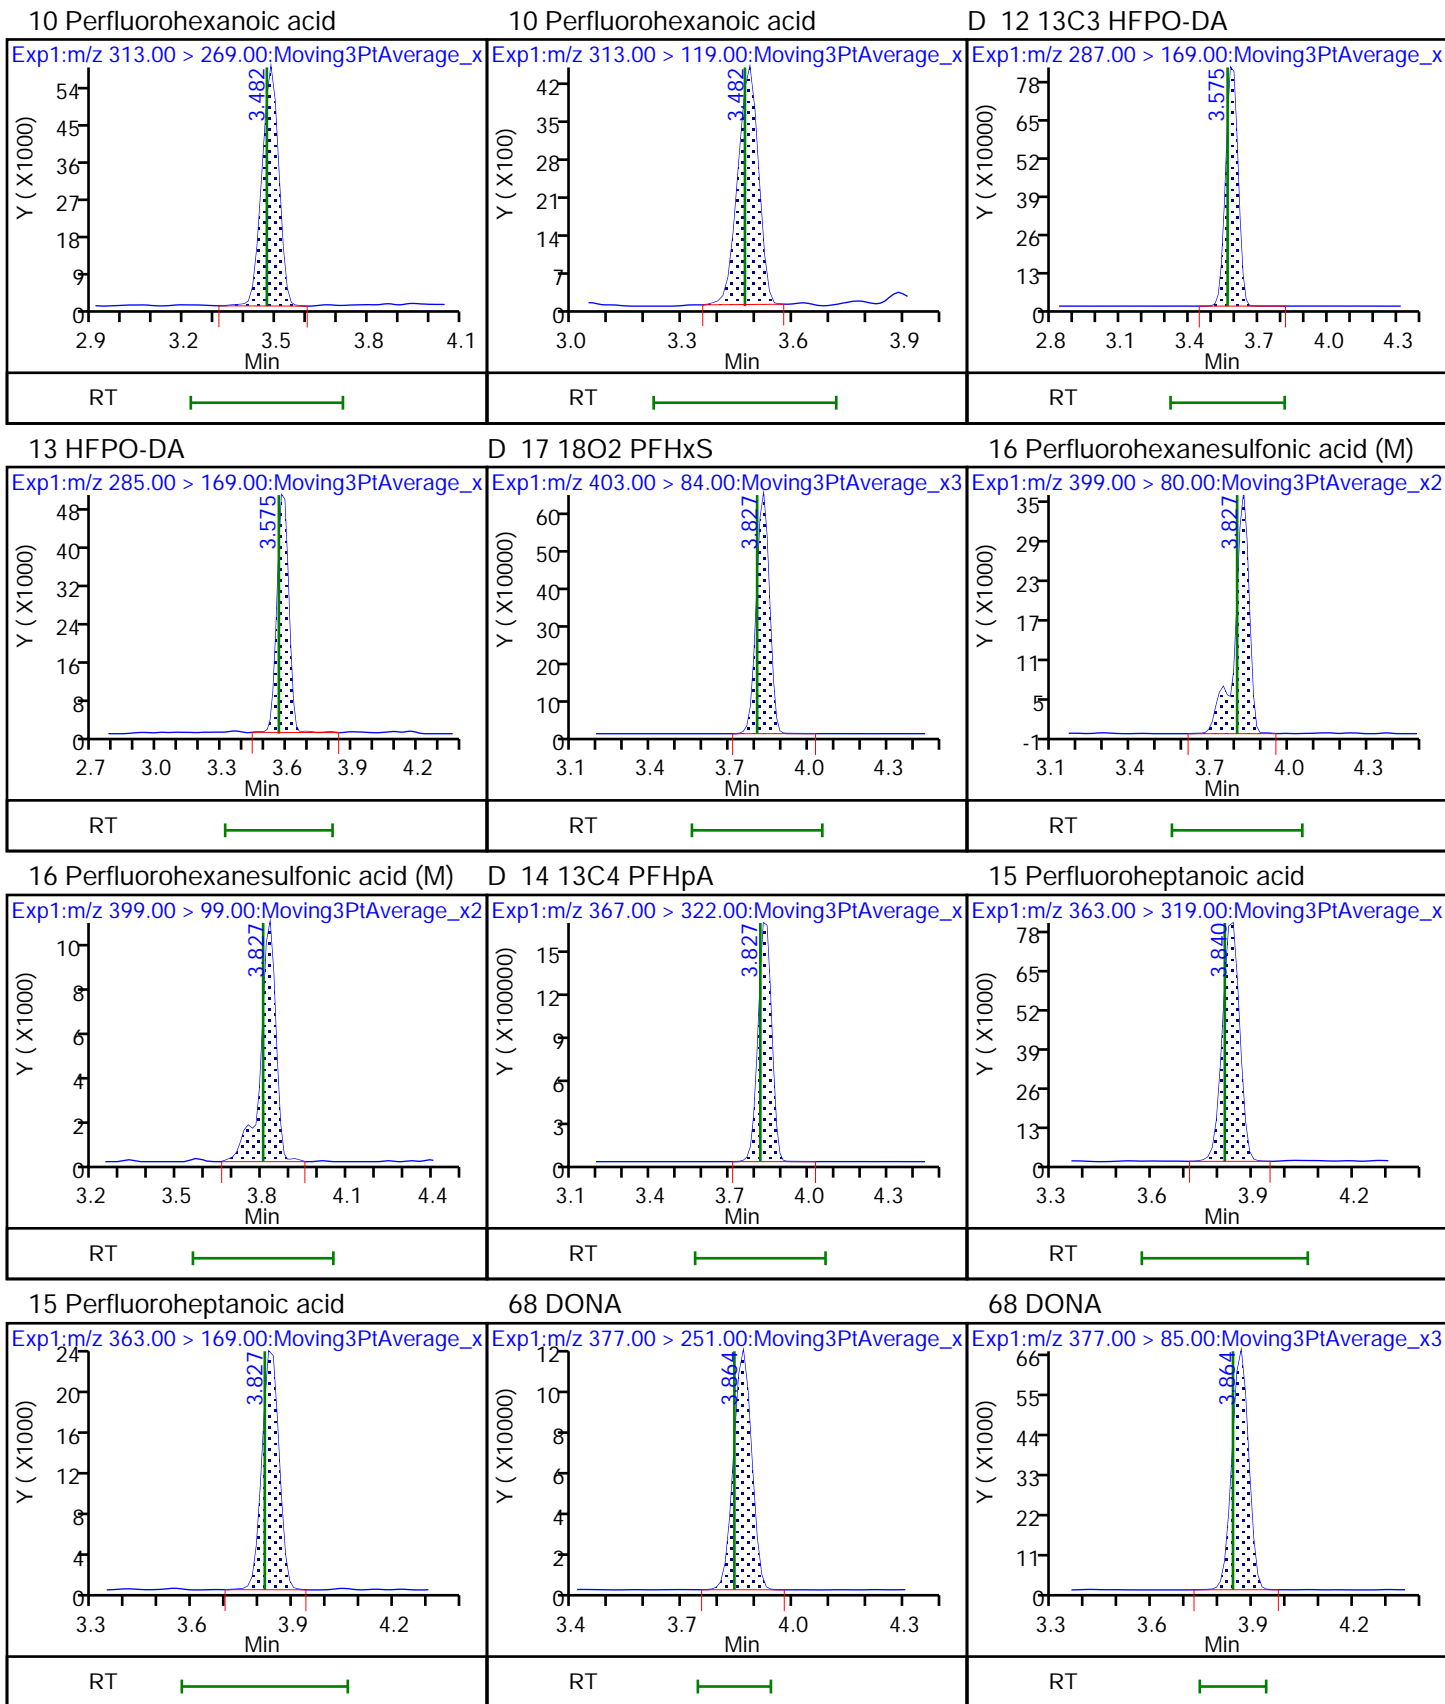 10 Perfluorohexanoic acid
Exp1:m/z 313.00 > 269.00:Moving3PtAverage_x
3.482
Y ( X1000)
54
45
36
27
18
9
0
2.9 3.2 3.5 3.8 4.1
Min
RT
10 Perfluorohexanoic acid
Exp1:m/z 313.00 > 119.00:Moving3PtAverage_x
3.482
Y ( X100)
42
35
28
21
14
7
0
3.0 3.3 3.6 3.9
Min
RT
D 12 13C3 HFPO-DA
Exp1:m/z 287.00 > 169.00:Moving3PtAverage_x
3.575
Y ( X10000)
78
65
52
39
26
13
0
2.8 3.1 3.4 3.7 4.0 4.3
Min
RT
13 HFPO-DA
Exp1:m/z 285.00 > 169.00:Moving3PtAverage_x
3.575
Y ( X1000)
48
40
32
24
16
8
0
2.7 3.0 3.3 3.6 3.9 4.2
Min
RT
D 17 18O2 PFHxS
Exp1:m/z 403.00 > 84.00:Moving3PtAverage_x3
3.827
Y ( X10000)
60
50
40
30
20
10
0
3.1 3.4 3.7 4.0 4.3
Min
RT
16 Perfluorohexanesulfonic acid (M)
Exp1:m/z 399.00 > 80.00:Moving3PtAverage_x2
3.827
Y ( X1000)
35
29
23
17
11
5
-1
3.1 3.4 3.7 4.0 4.3
Min
RT
16 Perfluorohexanesulfonic acid (M)
Exp1:m/z 399.00 > 99.00:Moving3PtAverage_x2
3.827
Y ( X1000)
10
8
6
4
2
0
3.2 3.5 3.8 4.1 4.4
Min
RT
D 14 13C4 PFHpA
Exp1:m/z 367.00 > 322.00:Moving3PtAverage_x
3.827
Y ( X100000)
15
12
9
6
3
0
3.1 3.4 3.7 4.0 4.3
Min
RT
15 Perfluoroheptanoic acid
Exp1:m/z 363.00 > 319.00:Moving3PtAverage_x
3.840
Y ( X1000)
78
65
52
39
26
13
0
3.3 3.6 3.9 4.2
Min
RT
15 Perfluoroheptanoic acid
Exp1:m/z 363.00 > 169.00:Moving3PtAverage_x
3.827
Y ( X1000)
24
20
16
12
8
4
0
3.3 3.6 3.9 4.2
Min
RT
68 DONA
Exp1:m/z 377.00 > 251.00:Moving3PtAverage_x
3.864
Y ( X10000)
12
10
8
6
4
2
0
3.4 3.7 4.0 4.3
Min
RT
68 DONA
Exp1:m/z 377.00 > 85.00:Moving3PtAverage_x3
3.864
Y ( X1000)
66
55
44
33
22
11
0
3.3 3.6 3.9 4.2
Min
RT